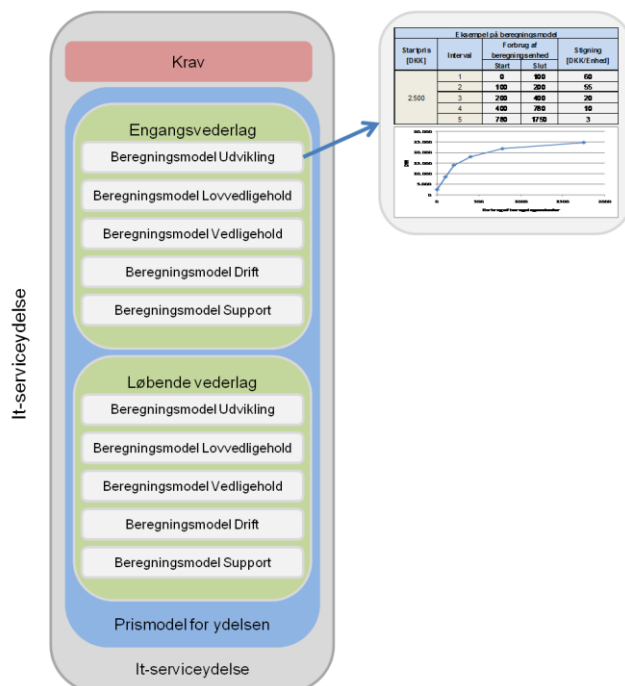 It-serviceydelse
Krav
Engangsvederlag
Beregningsmodel Udvikling
Beregningsmodel Lovvedligehold
Beregningsmodel Vedligehold
Beregningsmodel Drift
Beregningsmodel Support
Løbende vederlag
Beregningsmodel Udvikling
Beregningsmodel Lovvedligehold
Beregningsmodel Vedligehold
Beregningsmodel Drift
Beregningsmodel Support
Prismodel for ydelsen
It-serviceydelse
Eksempel på beregningsmodel
Startpris [DKK] Interval Forbrug af beregningsenhed Stigning [DKK/Enhed]
Start Slut
2.500
1 0 100 60
2 100 200 55
3 200 400 20
4 400 780 10
5 780 1750 3